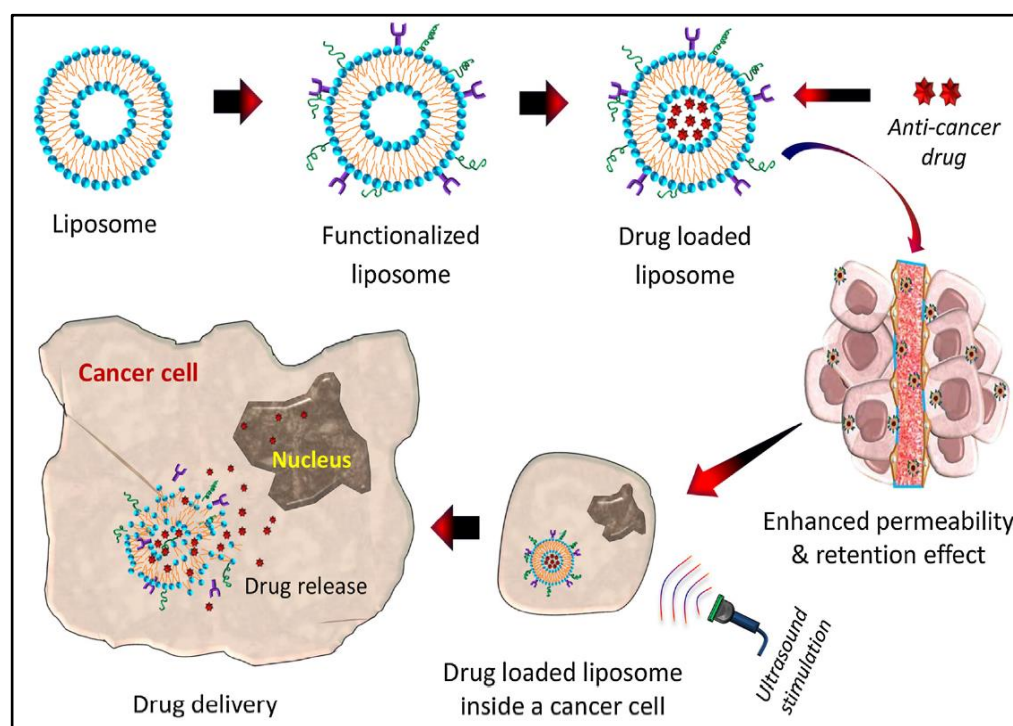 Liposome
Functionalized
liposome
Drug loaded
liposome
Anti-cancer
drug
Enhanced permeability
& retention effect
Ultrasound
stimulation
Drug loaded liposome
inside a cancer cell
Cancer cell
Nucleus
Drug release
Drug delivery